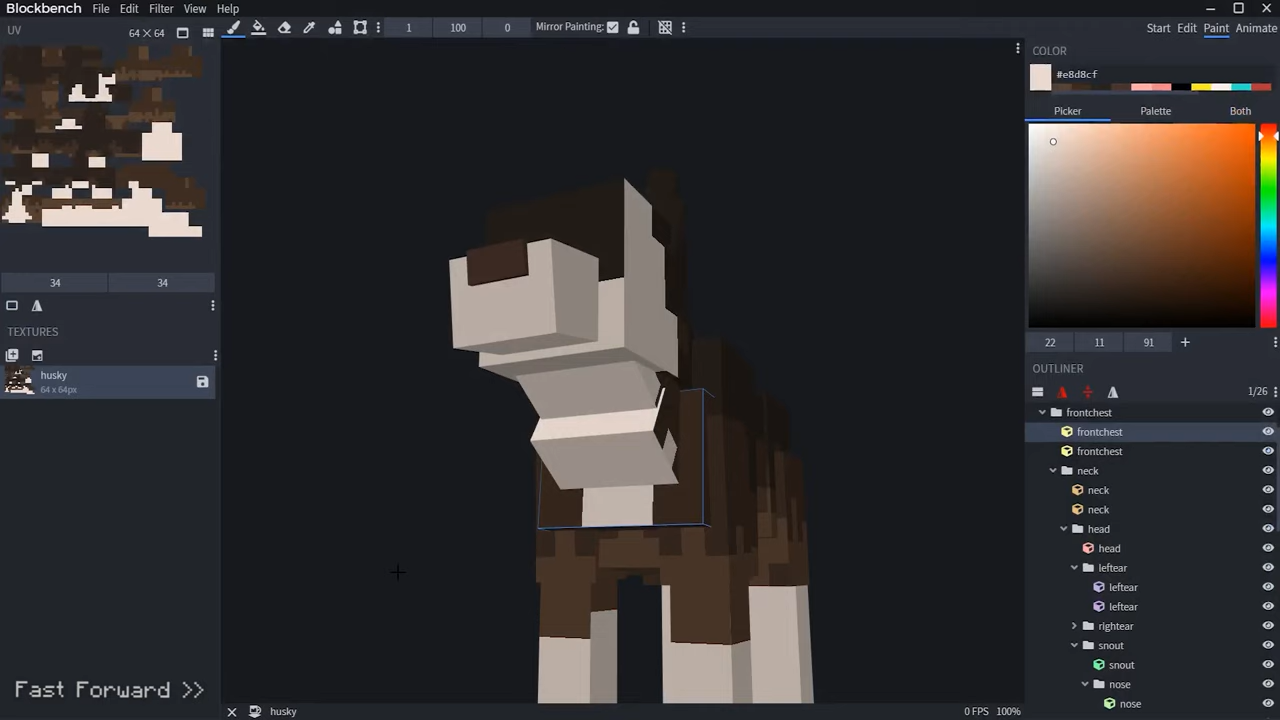 Blockbench File Edit Filter View Help
UV 64 × 64
1 100 0 Mirror Painting:
Start Edit Paint Animate
COLOR
#e8d8cf
Picker Palette Both
34 34
TEXTURES
husky
64 x 64px
22 11 91
OUTLINER
1/26
frontchest
frontchest
frontchest
neck
neck
neck
head
head
leftear
leftear
leftear
rightear
snout
snout
nose
nose
Fast Forward >>
husky
0 FPS 100%